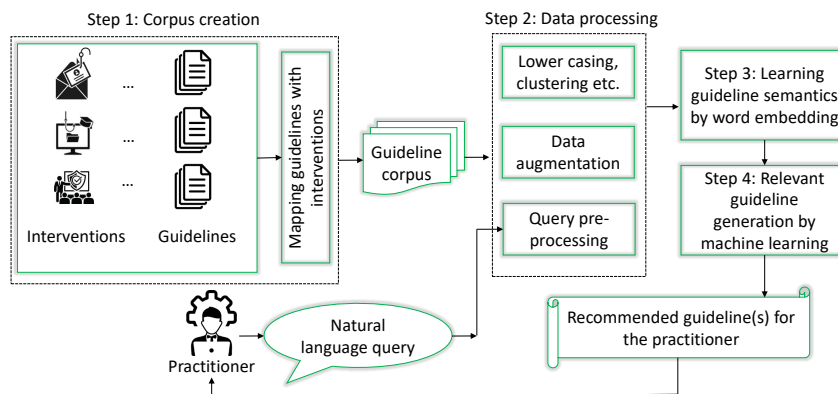 Step 1: Corpus creation
Step 2: Data processing
...
...
...
Interventions
Guidelines
Mapping guidelines with
interventions
Guideline
corpus
Lower casing,
clustering etc.
Data
augmentation
Query pre-
processing
Step 3: Learning
guideline semantics
by word embedding
Step 4: Relevant
guideline
generation by
machine learning
Practitioner
Natural
language query
Recommended guideline(s) for
the practitioner